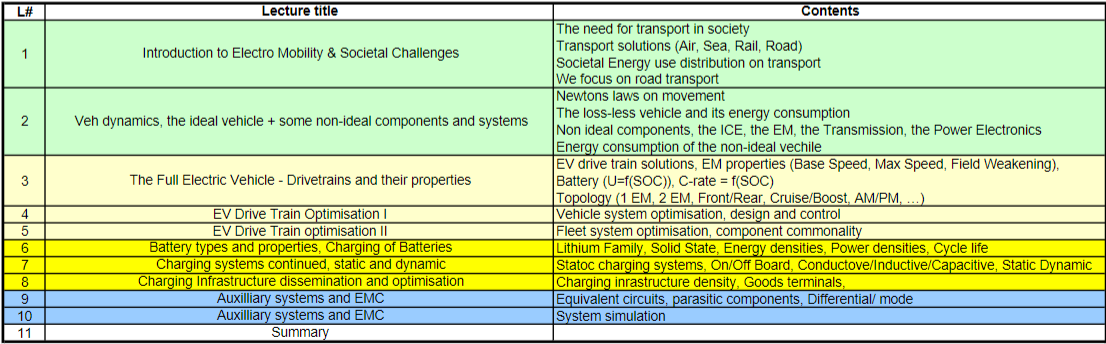 L# Lecture title Contents
The need for transport in society
Transport solutions (Air, Sea, Rail, Road)
1 Introduction to Electro Mobility & Societal Challenges
Societal Energy use distribution on transport
We focus on road transport
Newtons laws on movement
The loss-less vehicle and its energy consumption
2 Veh dynamics, the ideal vehicle + some non-ideal components and systems
Non ideal components, the ICE, the EM, the Transmission, the Power Electronics
Energy consumption of the non-ideal vechile
EV drive train solutions, EM properties (Base Speed, Max Speed, Field Weakening),
3 The Full Electric Vehicle - Drivetrains and their properties Battery (U=f(SOC)), C-rate = f(SOC)
Topology (1 EM, 2 EM, Front/Rear, Cruise/Boost, AM/PM, …)
4 EV Drive Train Optimisation I Vehicle system optimisation, design and control
5 EV Drive Train optimisation II Fleet system optimisation, component commonality
6 Battery types and properties, Charging of Batteries Lithium Family, Solid State, Energy densities, Power densities, Cycle life
7 Charging systems continued, static and dynamic Statoc charging systems, On/Off Board, Conductove/Inductive/Capacitive, Static Dynamic
8 Charging Infrastructure dissemination and optimisation Charging inrastructure density, Goods terminals,
9 Auxilliary systems and EMC Equivalent circuits, parasitic components, Differential/ mode
10 Auxilliary systems and EMC System simulation
11 Summary